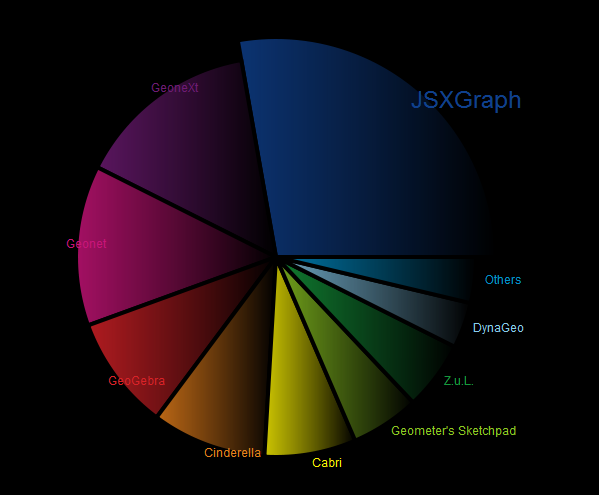 GeoneXt
JSXGraph
Geonet
Others
DynaGeo
GeoGebra
Z.u.L.
Geometer's Sketchpad
Cinderella
Cabri